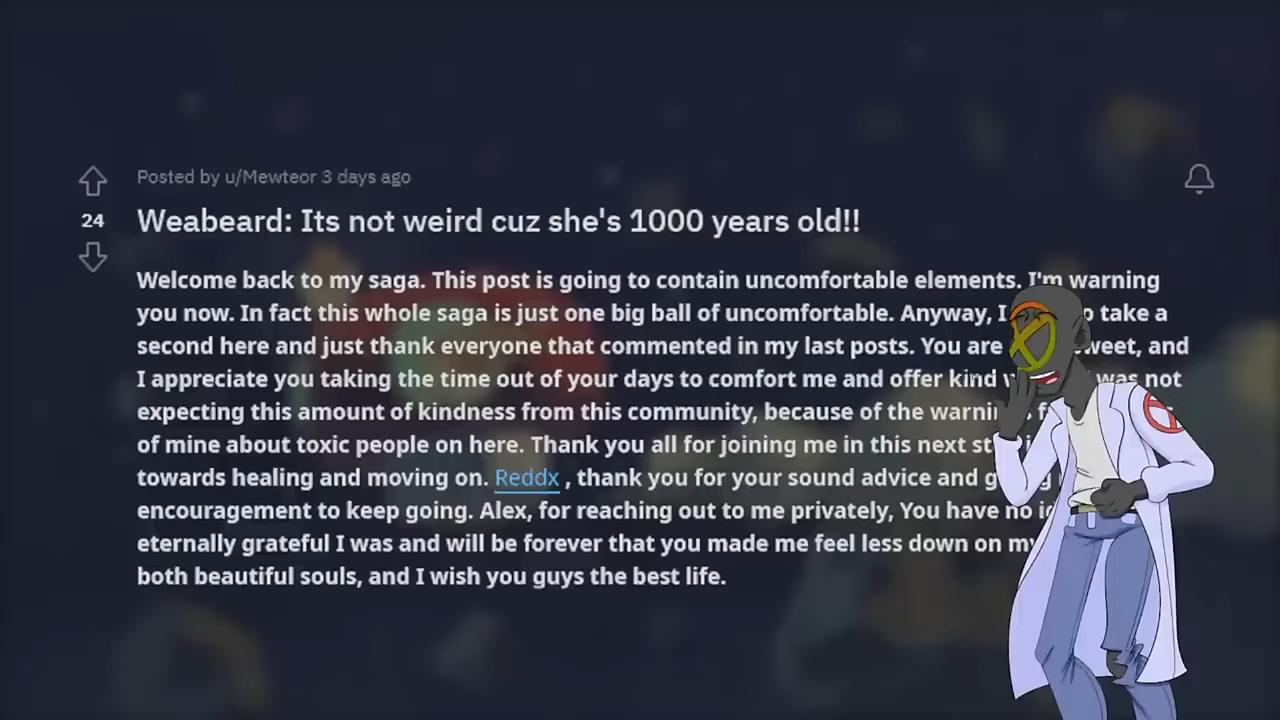 Posted by u/Mewteor 3 days ago
24
Weabeard: Its not weird cuz she's 1000 years old!!
Welcome back to my saga. This post is going to contain uncomfortable elements. I'm warning
you now. In fact this whole saga is just one big ball of uncomfortable. Anyway, I take a
second here and just thank everyone that commented in my last posts. You are and
I appreciate you taking the time out of your days to comfort me and offer kind was not
expecting this amount of kindness from this community, because of the
of mine about toxic people on here. Thank you all for joining me in this next
towards healing and moving on. Reddx , thank you for your sound advice and
encouragement to keep going. Alex, for reaching out to me privately, You have no
eternally grateful I was and will be forever that you made me feel less down on
both beautiful souls, and I wish you guys the best life.